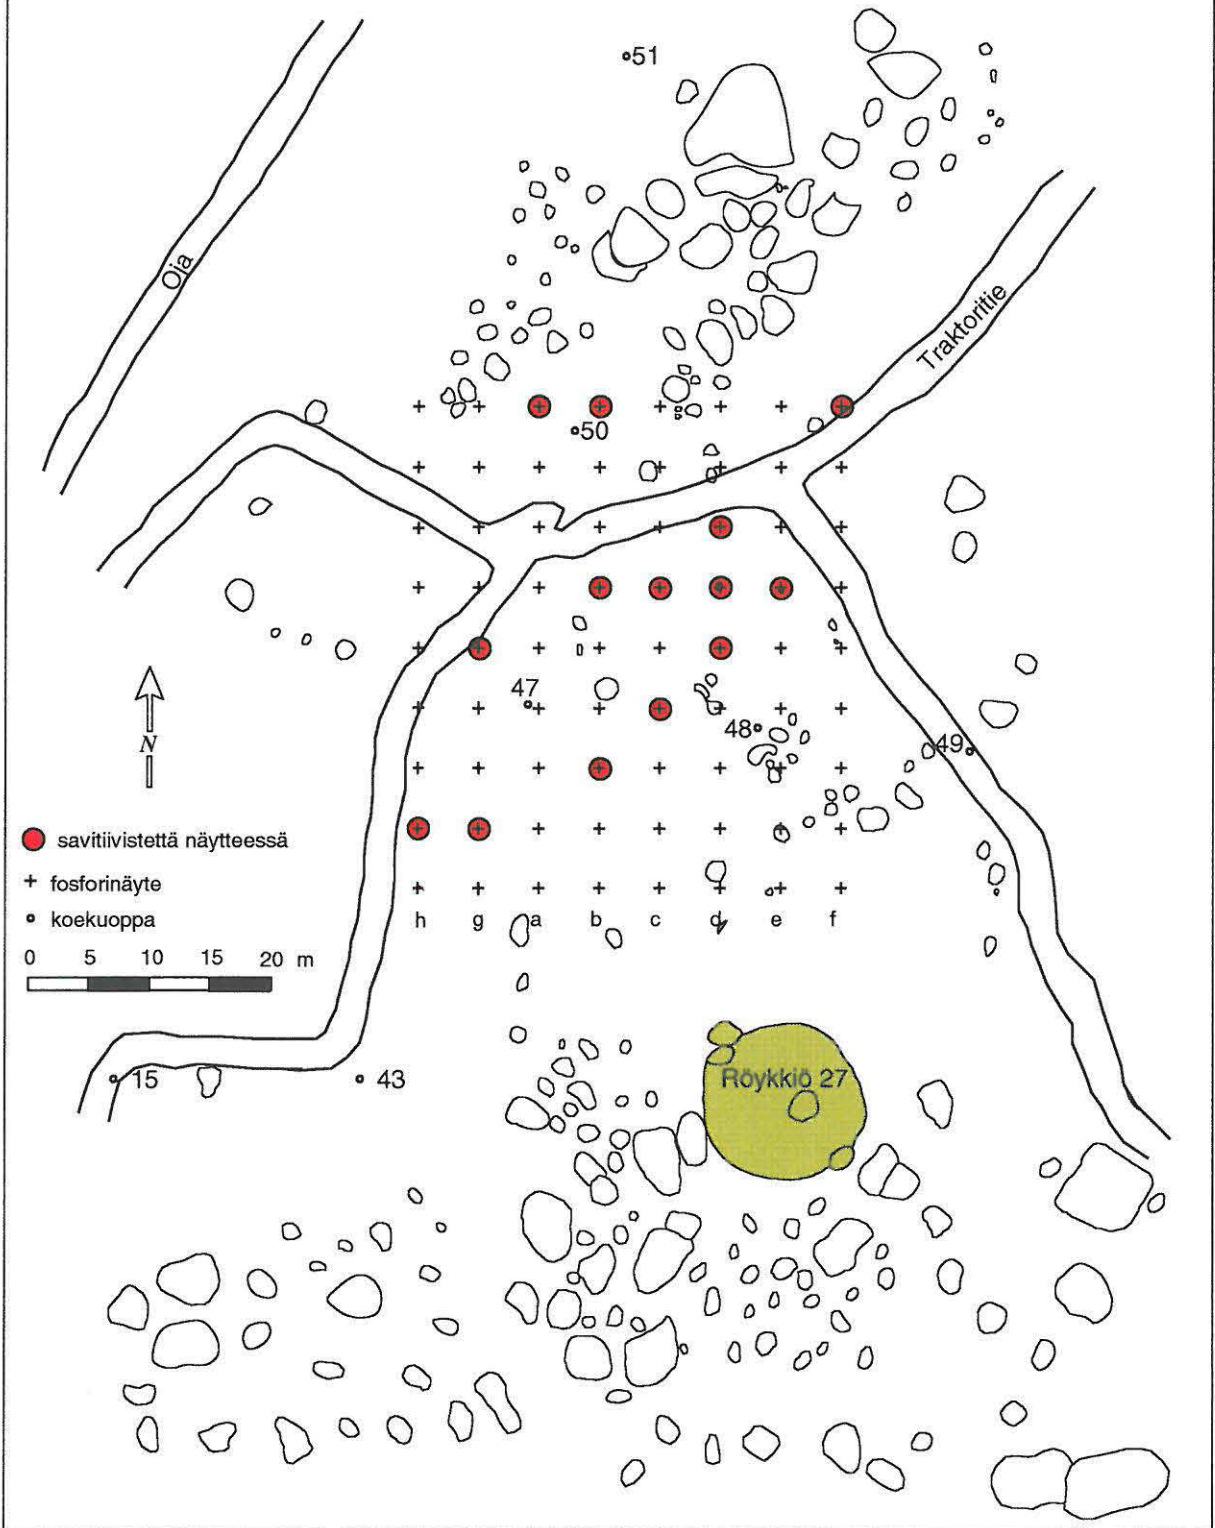 51
Oja
Traktoritie
50
47
48
49
N
savitiivistettä näytteessä
+ fosforinäyte
koekuoppa
h g a b c d e f
0 5 10 15 20 m
15
43
Röykkiö 27